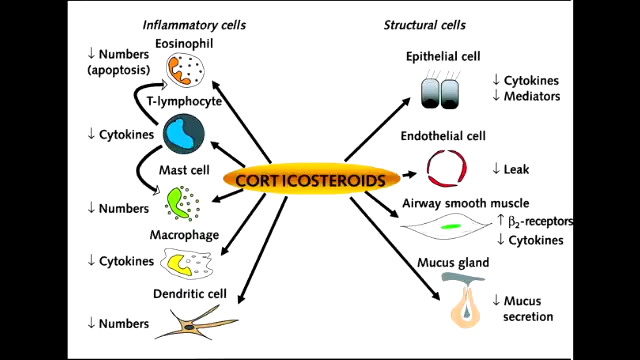 Inflammatory cells
Structural cells
Eosinophil
↓ Numbers
(apoptosis)
T-lymphocyte
↓ Cytokines
Mast cell
↓ Numbers
Macrophage
↓ Cytokines
Dendritic cell
↓ Numbers
CORTICOSTEROIDS
Epithelial cell
↓ Cytokines
↓ Mediators
Endothelial cell
↓ Leak
Airway smooth muscle
↑ β₂-receptors
↓ Cytokines
Mucus gland
↓ Mucus
secretion